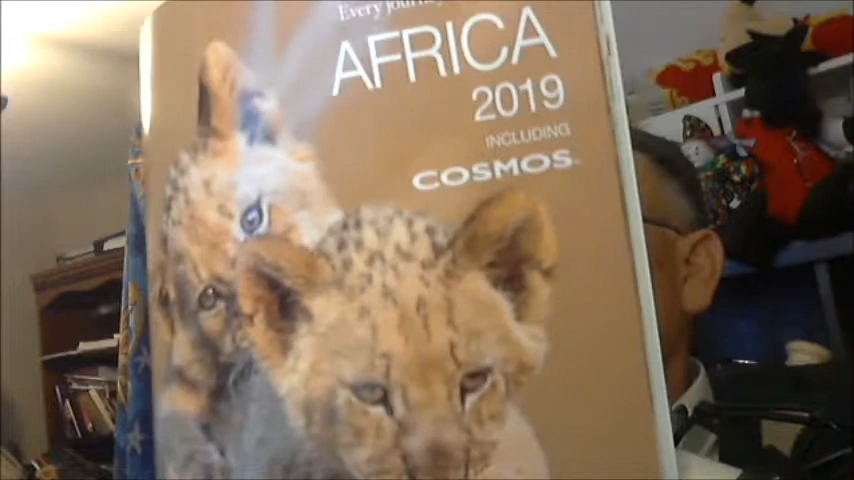 Every journey
AFRICA
2019
INCLUDING
COSMOS